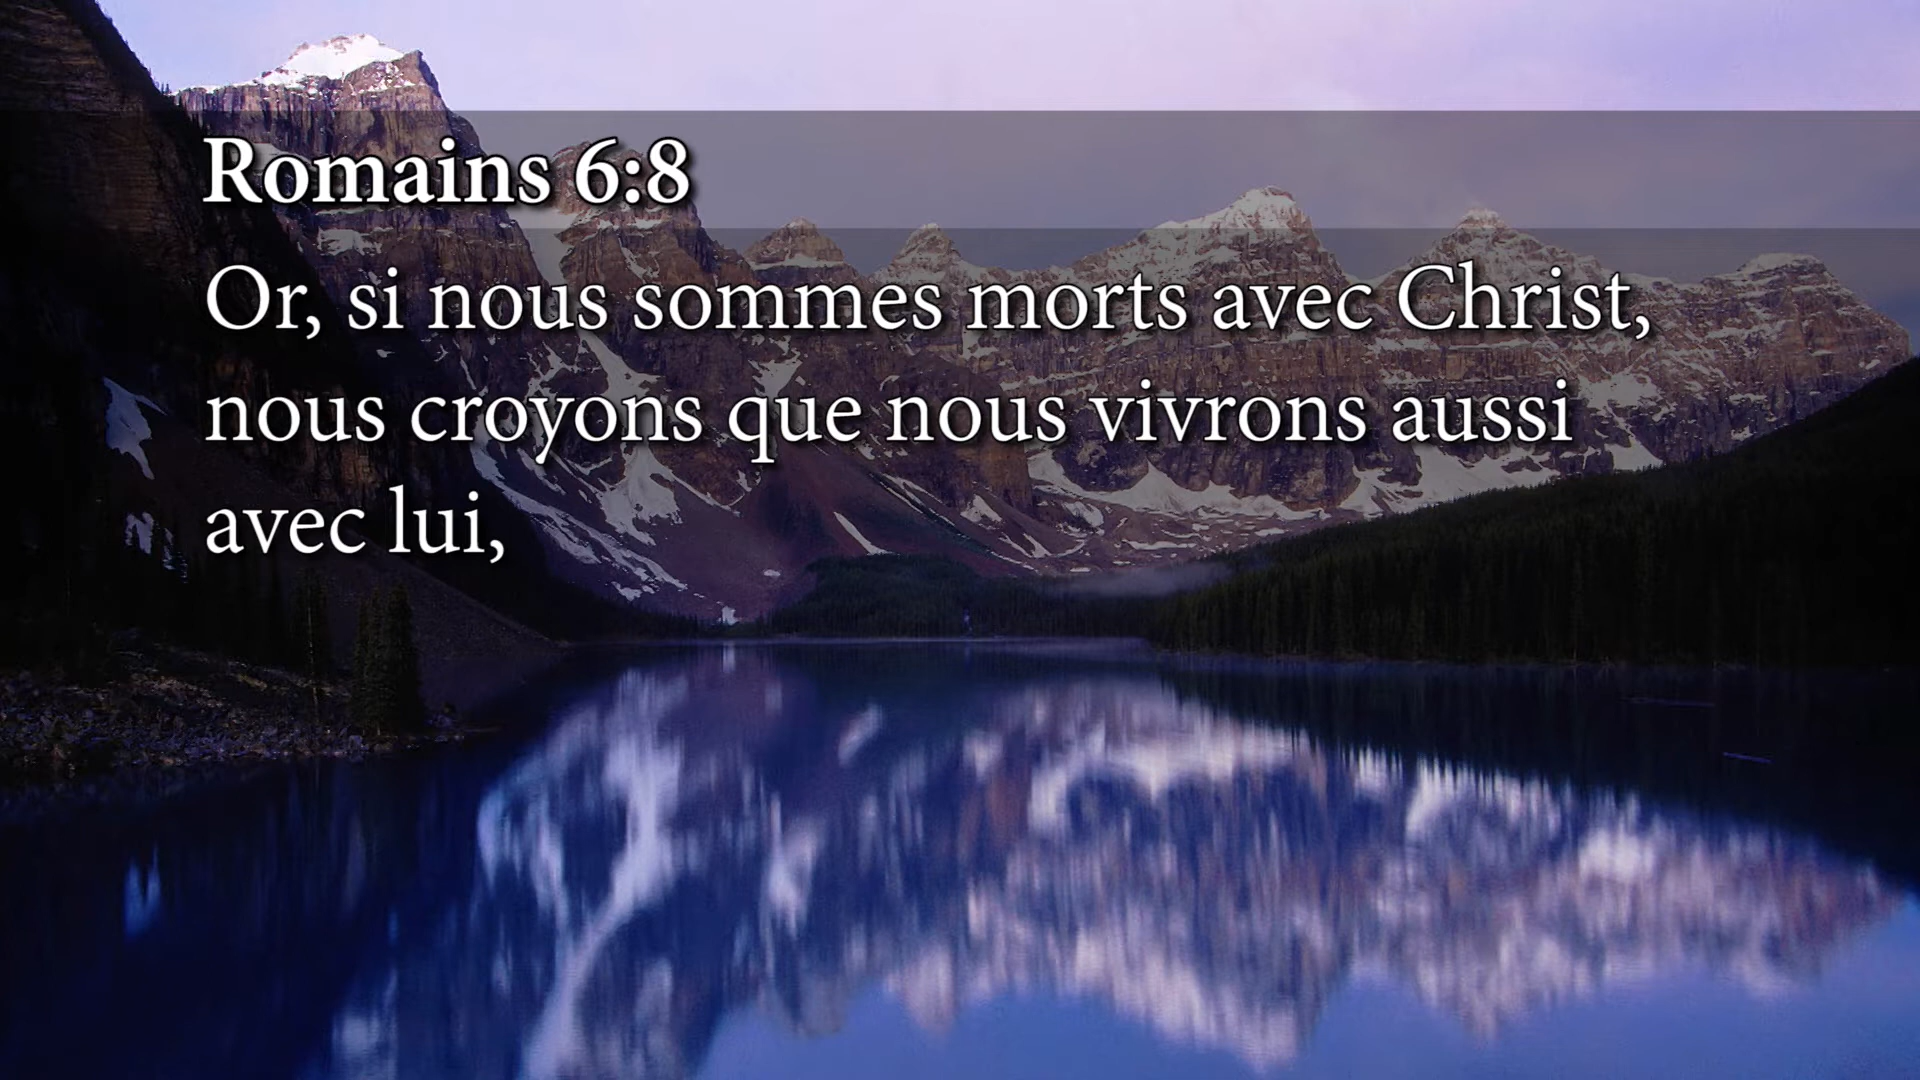 Romains 6:8
Or, si nous sommes morts avec Christ,
nous croyons que nous vivrons aussi
avec lui,